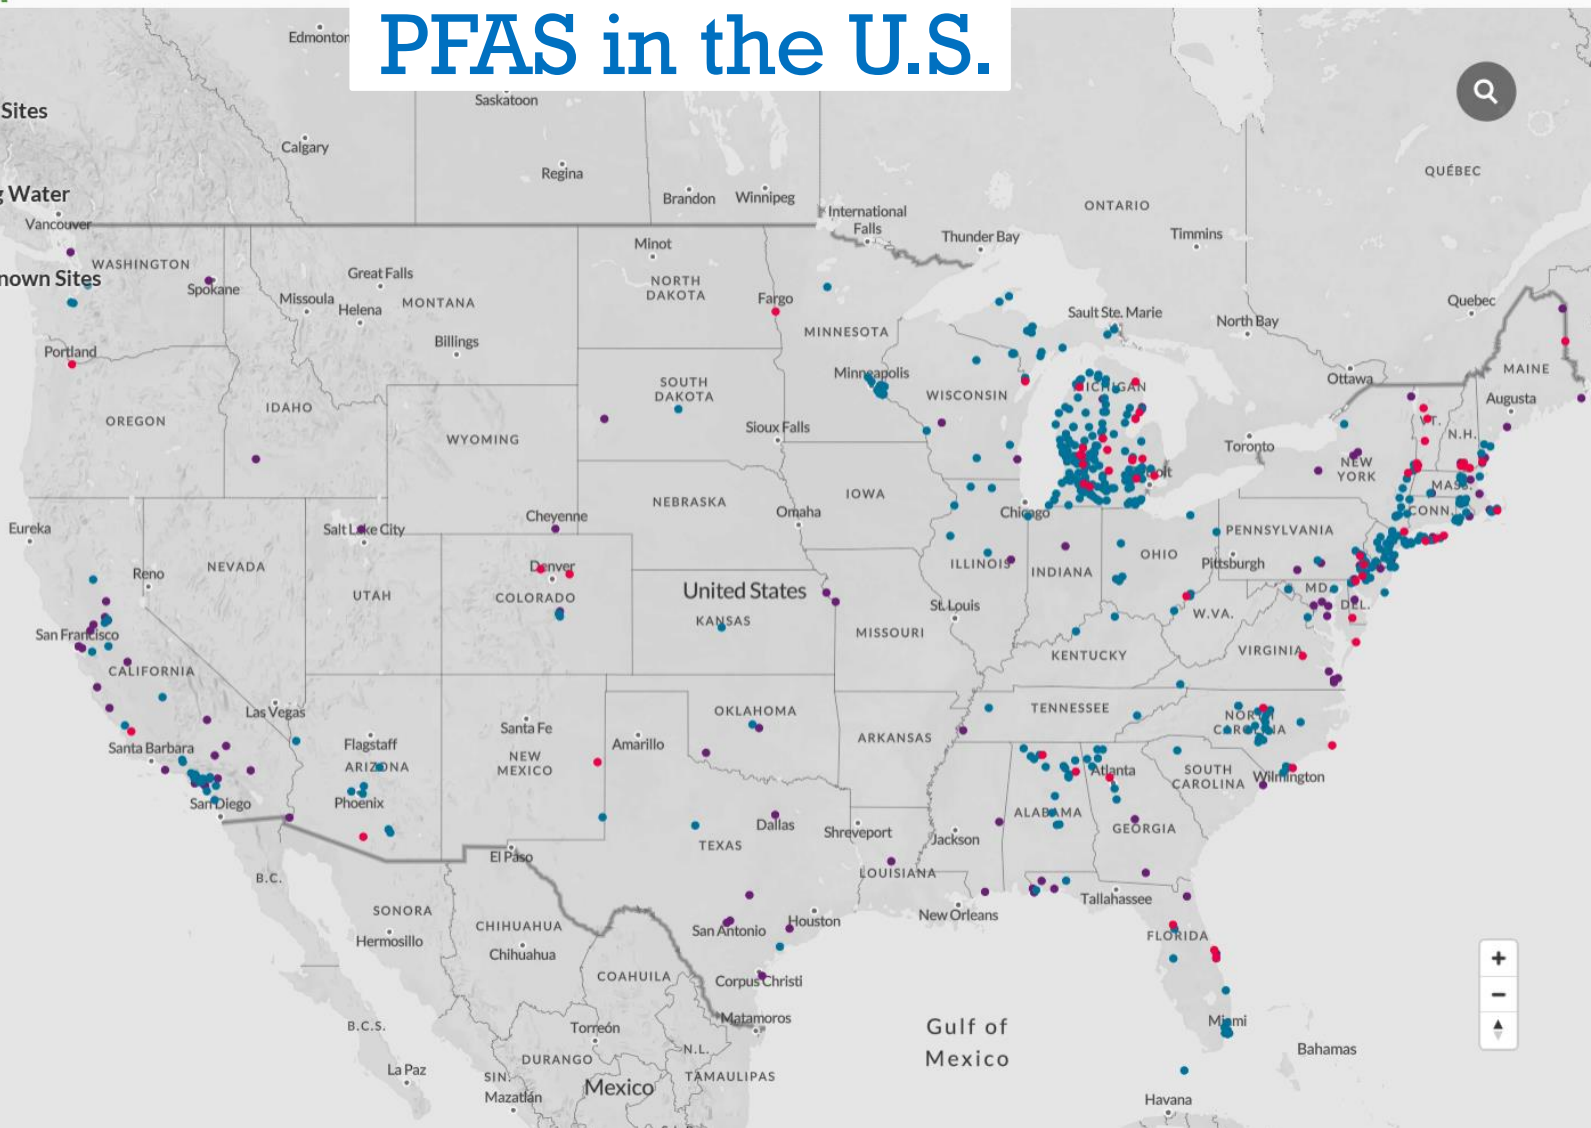 PFAS in the U.S.
Edmonton
Saskatoon
Sites
Calgary
Regina
QUÉBEC
Water
Brandon
Winnipeg
ONTARIO
Vancouver
International
Falls
Thunder Bay
Timmins
WASHINGTON
Minot
nown Sites
Spokane
Great Falls
NORTH
DAKOTA
Missoula
Helena
MONTANA
Fargo
Quebec
Sault Ste. Marie
North Bay
Billings
MINNESOTA
Portland
MAINE
Minneapolis
Ottawa
SOUTH
DAKOTA
MICHIGAN
WISCONSIN
Augusta
IDAHO
OREGON
VT.
Sioux Falls
N.H.
WYOMING
Toronto
NEW
YORK
MASS.
IOWA
NEBRASKA
Omaha
Chicago
CONN.
Cheyenne
Eureka
Salt Lake City
PENNSYLVANIA
OHIO
Pittsburgh
ILLINOIS
INDIANA
NEVADA
Reno
Denver
COLORADO
United States
UTAH
MD.
DEL.
St. Louis
W.VA.
KANSAS
San Francisco
MISSOURI
CALIFORNIA
KENTUCKY
VIRGINIA
Las Vegas
OKLAHOMA
TENNESSEE
NORTH
CAROLINA
Santa Fe
Santa Barbara
Flagstaff
ARIZONA
Amarillo
ARKANSAS
NEW
MEXICO
Atlanta
SOUTH
CAROLINA
Wilmington
San Diego
Phoenix
ALABAMA
Dallas
Shreveport
GEORGIA
Jackson
TEXAS
El Paso
LOUISIANA
B.C.
Tallahassee
SONORA
New Orleans
CHIHUAHUA
San Antonio
Houston
Hermosillo
FLORIDA
Chihuahua
COAHUILA
Corpus Christi
Matamoros
Miami
B.C.S.
Torreón
Gulf of
Mexico
N.L.
Bahamas
DURANGO
La Paz
SIN.
TAMAULIPAS
Mexico
Mazatlán
Havana